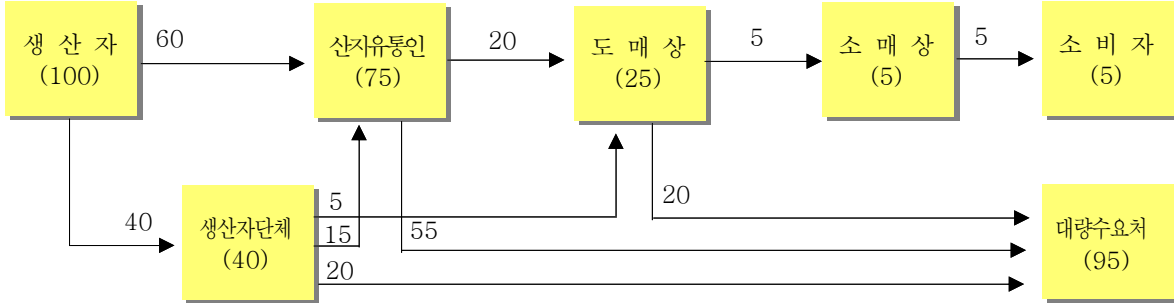 생 산 자
(100)
60
산지유통인
(75)
20
도 매 상
(25)
5
소 매 상
(5)
5
소 비 자
(5)
40
생산자단체
(40)
5
15
20
55
20
대량수요처
(95)